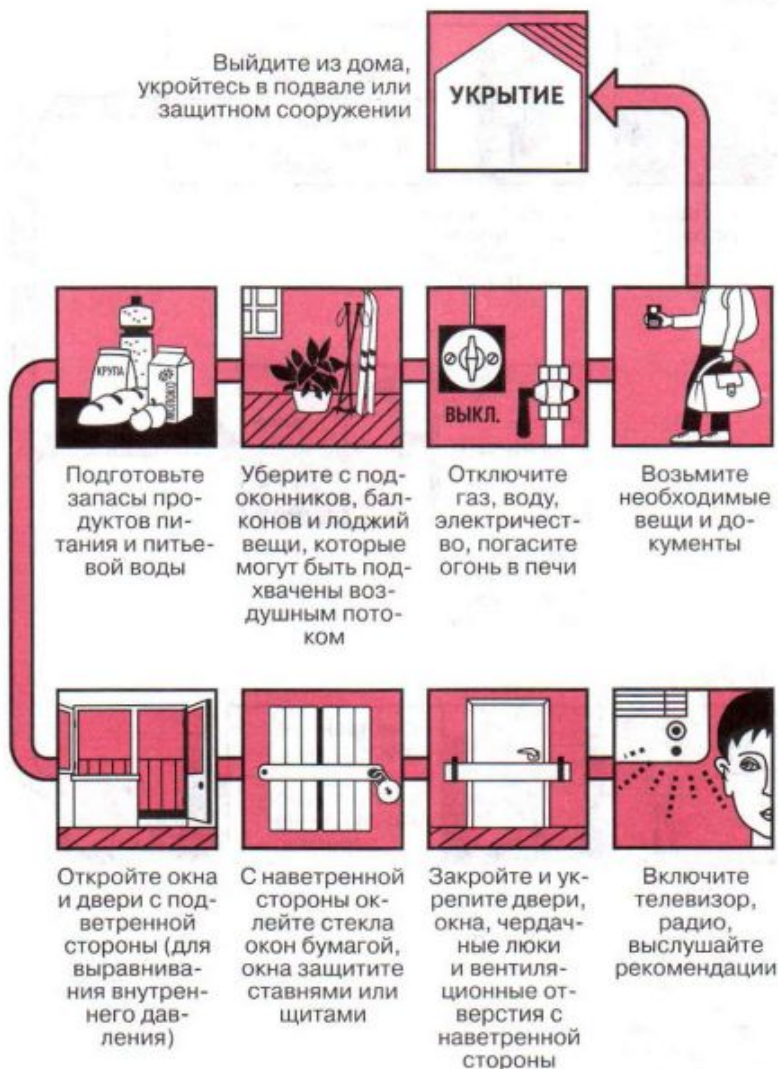 Выйдите из дома,
укройтесь в подвале или
защитном сооружении
УКРЫТИЕ
КРУПА
МОЛОКО
ВЫКЛ.
Подготовьте
запасы про-
дуктов пи-
тания и питье-
вой воды
Уберите с под-
оконников, бал-
конов и лоджий
вещи, которые
могут быть под-
хвачены воз-
душным пото-
ком
Отключите
газ, воду,
электричест-
во, погасите
огонь в печи
Возьмите
необходимые
вещи и до-
кументы
Откройте окна
и двери с под-
ветренной
стороны (для
выравнива-
ния внутрен-
него дав-
ления)
С наветренной
стороны ок-
лейте стекла
окон бумагой,
окна защитите
ставнями или
щитами
Закройте и ук-
репите двери,
окна, чердач-
ные люки
и вентиля-
ционные от-
верстия с
наветренной
стороны
Включите
телевизор,
радио,
выслушайте
рекомендации